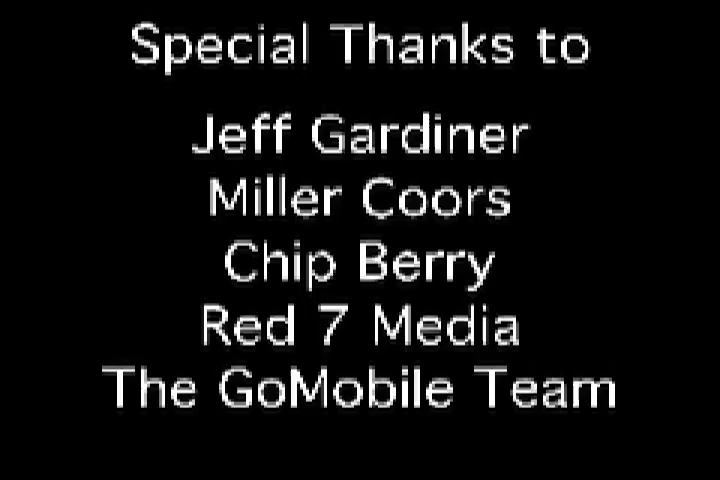 Special Thanks to
Jeff Gardiner
Miller Coors
Chip Berry
Red 7 Media
The GoMobile Team